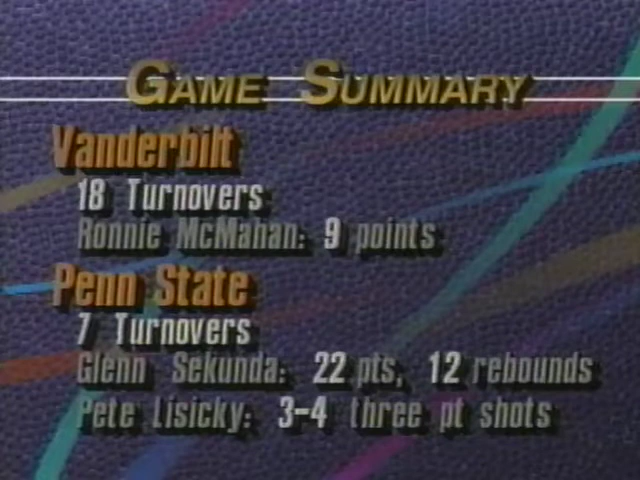 GAME SUMMARY
Vanderbilt
18 Turnovers
Ronnie McMahan: 9 points
Penn State
7 Turnovers
Glenn Sekunda: 22 pts, 12 rebounds
Pete Lisicky: 3-4 three pt shots